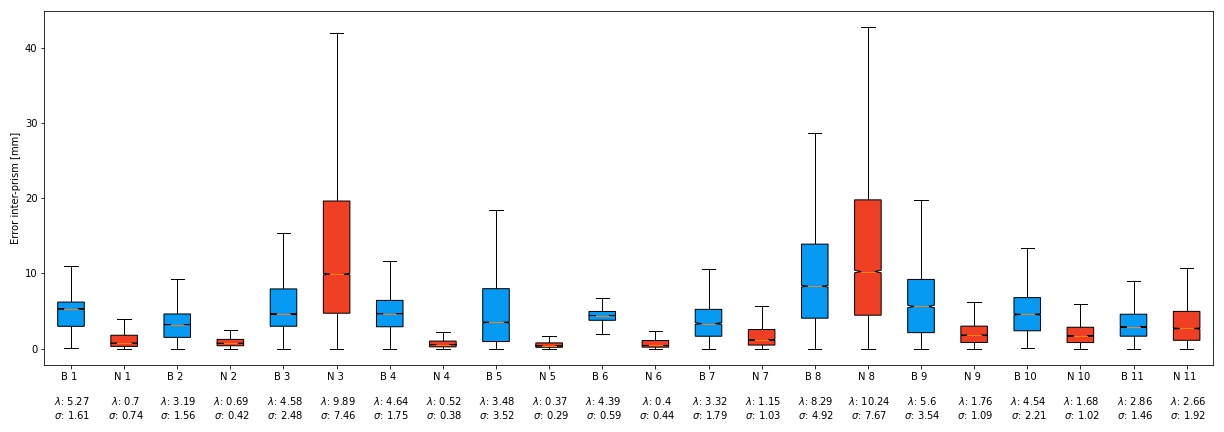 40
30
20
10
0
Error inter-prism [mm]
B 1 N 1 B 2 N 2 B 3 N 3 B 4 N 4 B 5 N 5 B 6 N 6 B 7 N 7 B 8 N 8 B 9 N 9 B 10 N 10 B 11 N 11
λ: 5.27 λ: 0.7 λ: 3.19 λ: 0.69 λ: 4.58 λ: 9.89 λ: 4.64 λ: 0.52 λ: 3.48 λ: 0.37 λ: 4.39 λ: 0.4 λ: 3.32 λ: 1.15 λ: 8.29 λ: 10.24 λ: 5.6 λ: 1.76 λ: 4.54 λ: 1.68 λ: 2.86 λ: 2.66
σ: 1.61 σ: 0.74 σ: 1.56 σ: 0.42 σ: 2.48 σ: 7.46 σ: 1.75 σ: 0.38 σ: 3.52 σ: 0.29 σ: 0.59 σ: 0.44 σ: 1.79 σ: 1.03 σ: 4.92 σ: 7.67 σ: 3.54 σ: 1.09 σ: 2.21 σ: 1.02 σ: 1.46 σ: 1.92